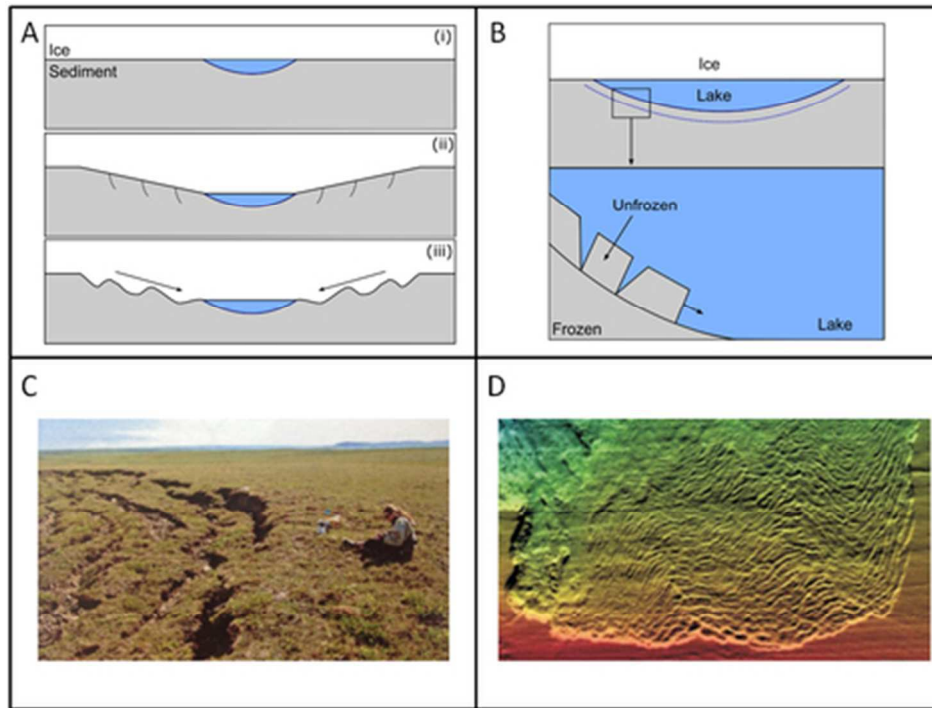 A
(i)
Ice
Sediment
(ii)
(iii)
B
Ice
Lake
Unfrozen
Frozen
Lake
C
D